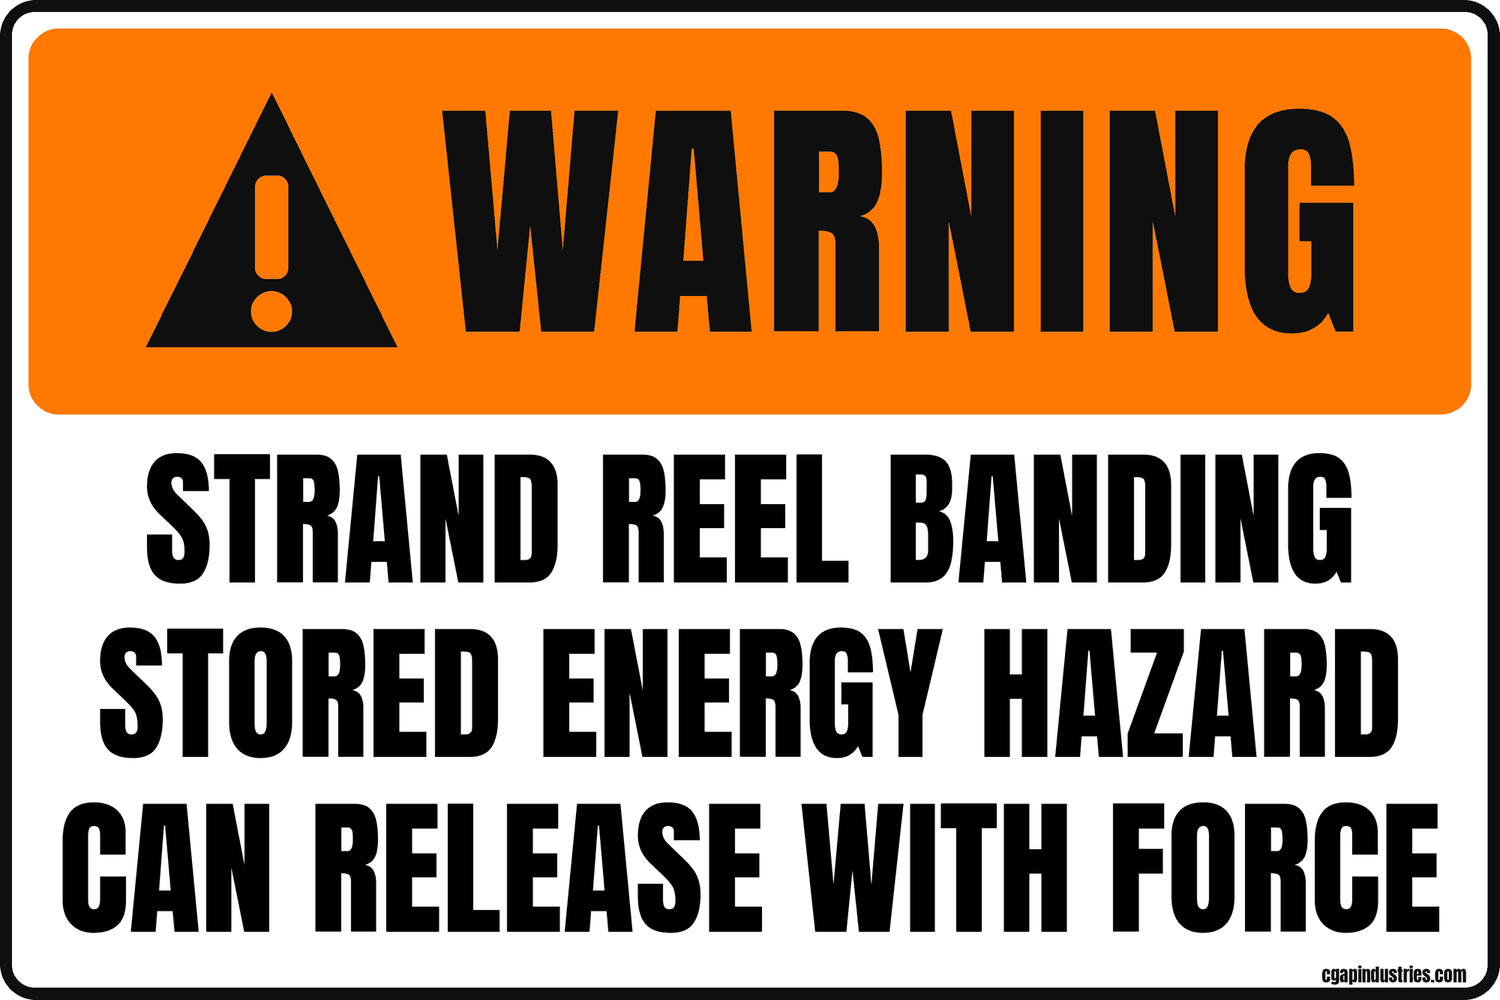 WARNING
STRAND REEL BANDING
STORED ENERGY HAZARD
CAN RELEASE WITH FORCE
cgapindustries.com